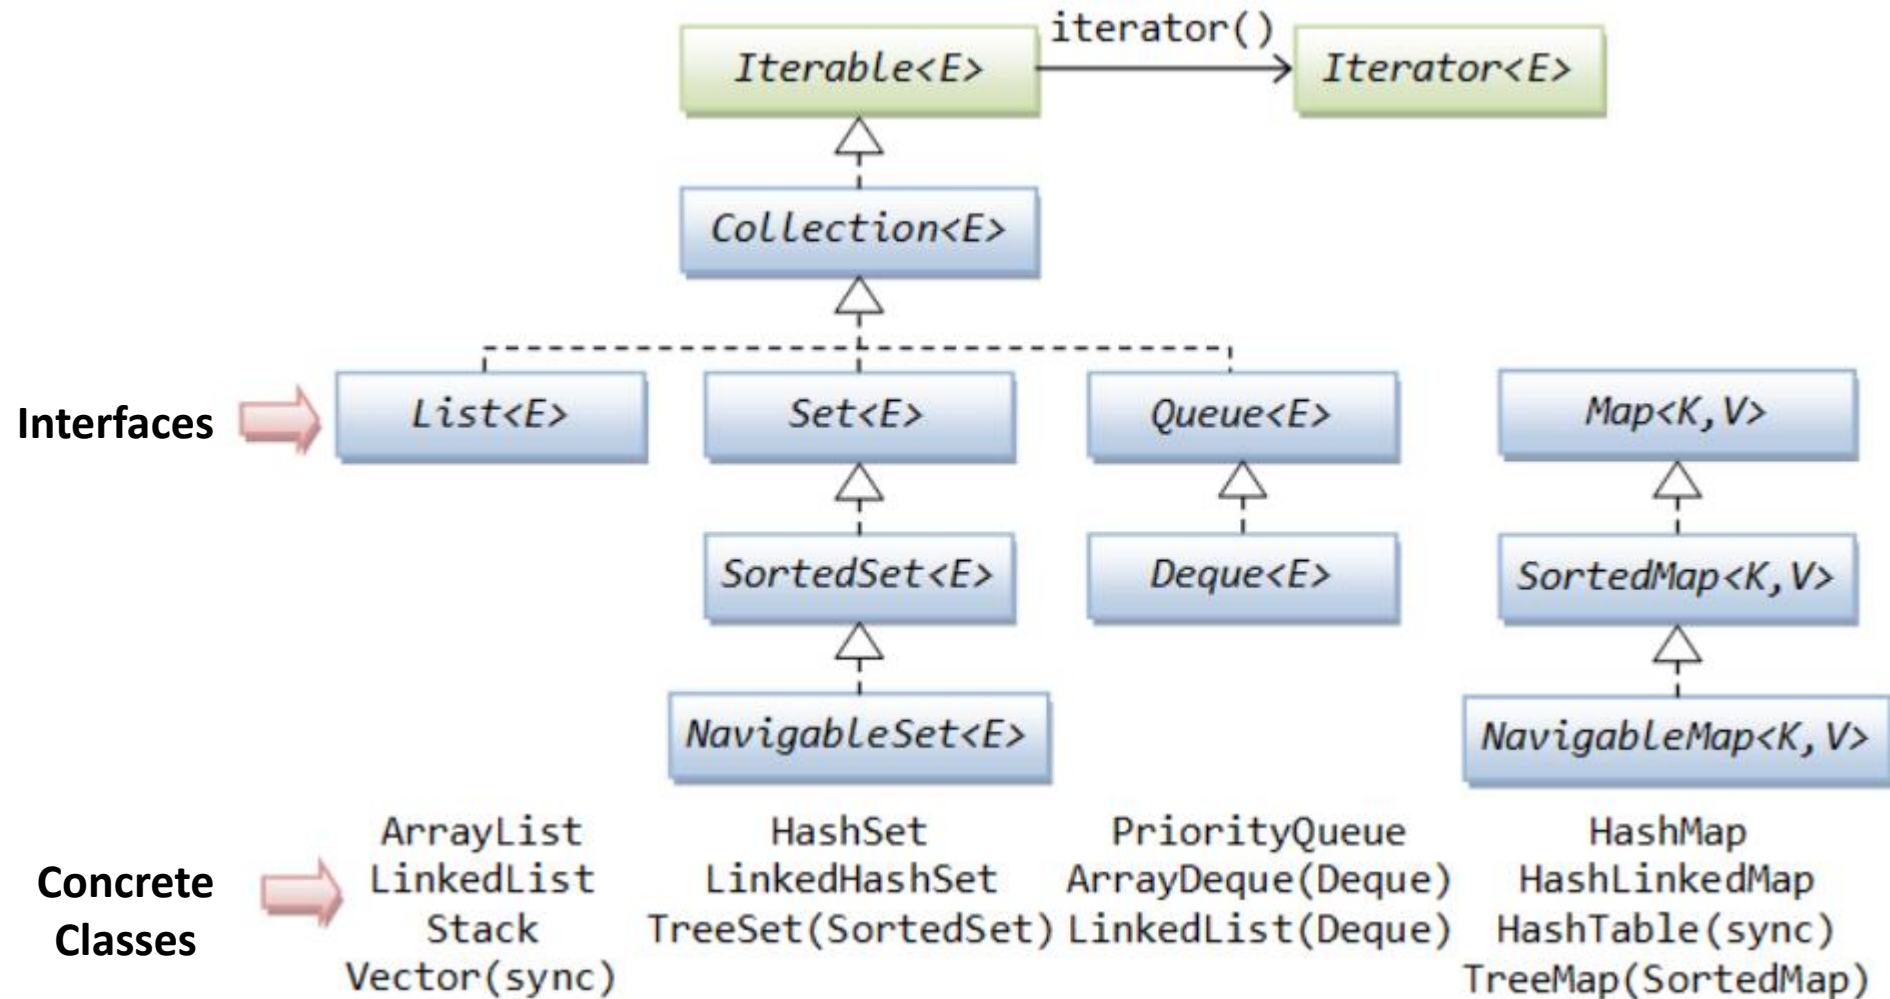 iterator()
Iterable<E>
Iterator<E>
Collection<E>
Interfaces
List<E>
Set<E>
Queue<E>
Map<K,V>
SortedSet<E>
Deque<E>
SortedMap<K,V>
NavigableSet<E>
NavigableMap<K,V>
Concrete
Classes
ArrayList
LinkedList
Stack
Vector(sync)
HashSet
LinkedHashSet
TreeSet(SortedSet)
PriorityQueue
ArrayDeque(Deque)
LinkedList(Deque)
HashMap
HashLinkedMap
HashTable(sync)
TreeMap(SortedMap)